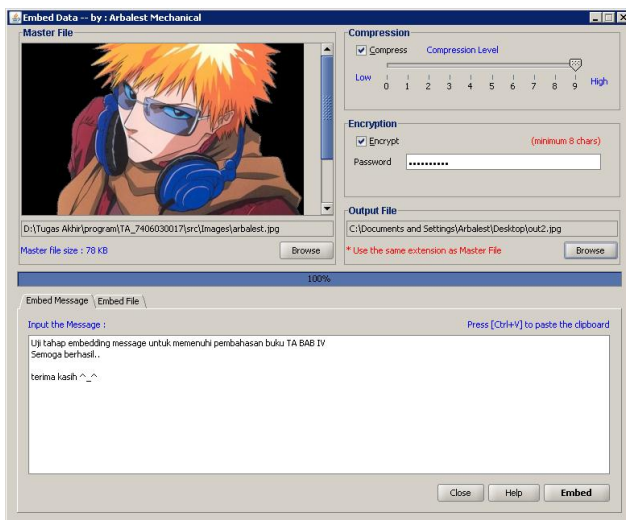 Embed Data -- by : Arbalest Mechanical
Master File
D:\Tugas Akhir\program\TA_7406030017\src\Images\arbalest.jpg
Master file size : 78 KB
Browse
Compression
Compress
Compression Level
Low
0 1 2 3 4 5 6 7 8 9
High
Encryption
Encrypt
(minimum 8 chars)
Password
Output File
C:\Documents and Settings\Arbalest\Desktop\out2.jpg
* Use the same extension as Master File
Browse
100%
Embed Message
Embed File
Input the Message :
Press [Ctrl+V] to paste the clipboard
Uji tahap embedding message untuk memenuhi pembahasan buku TA BAB IV
Semoga berhasil..
terima kasih ^_^
Close
Help
Embed